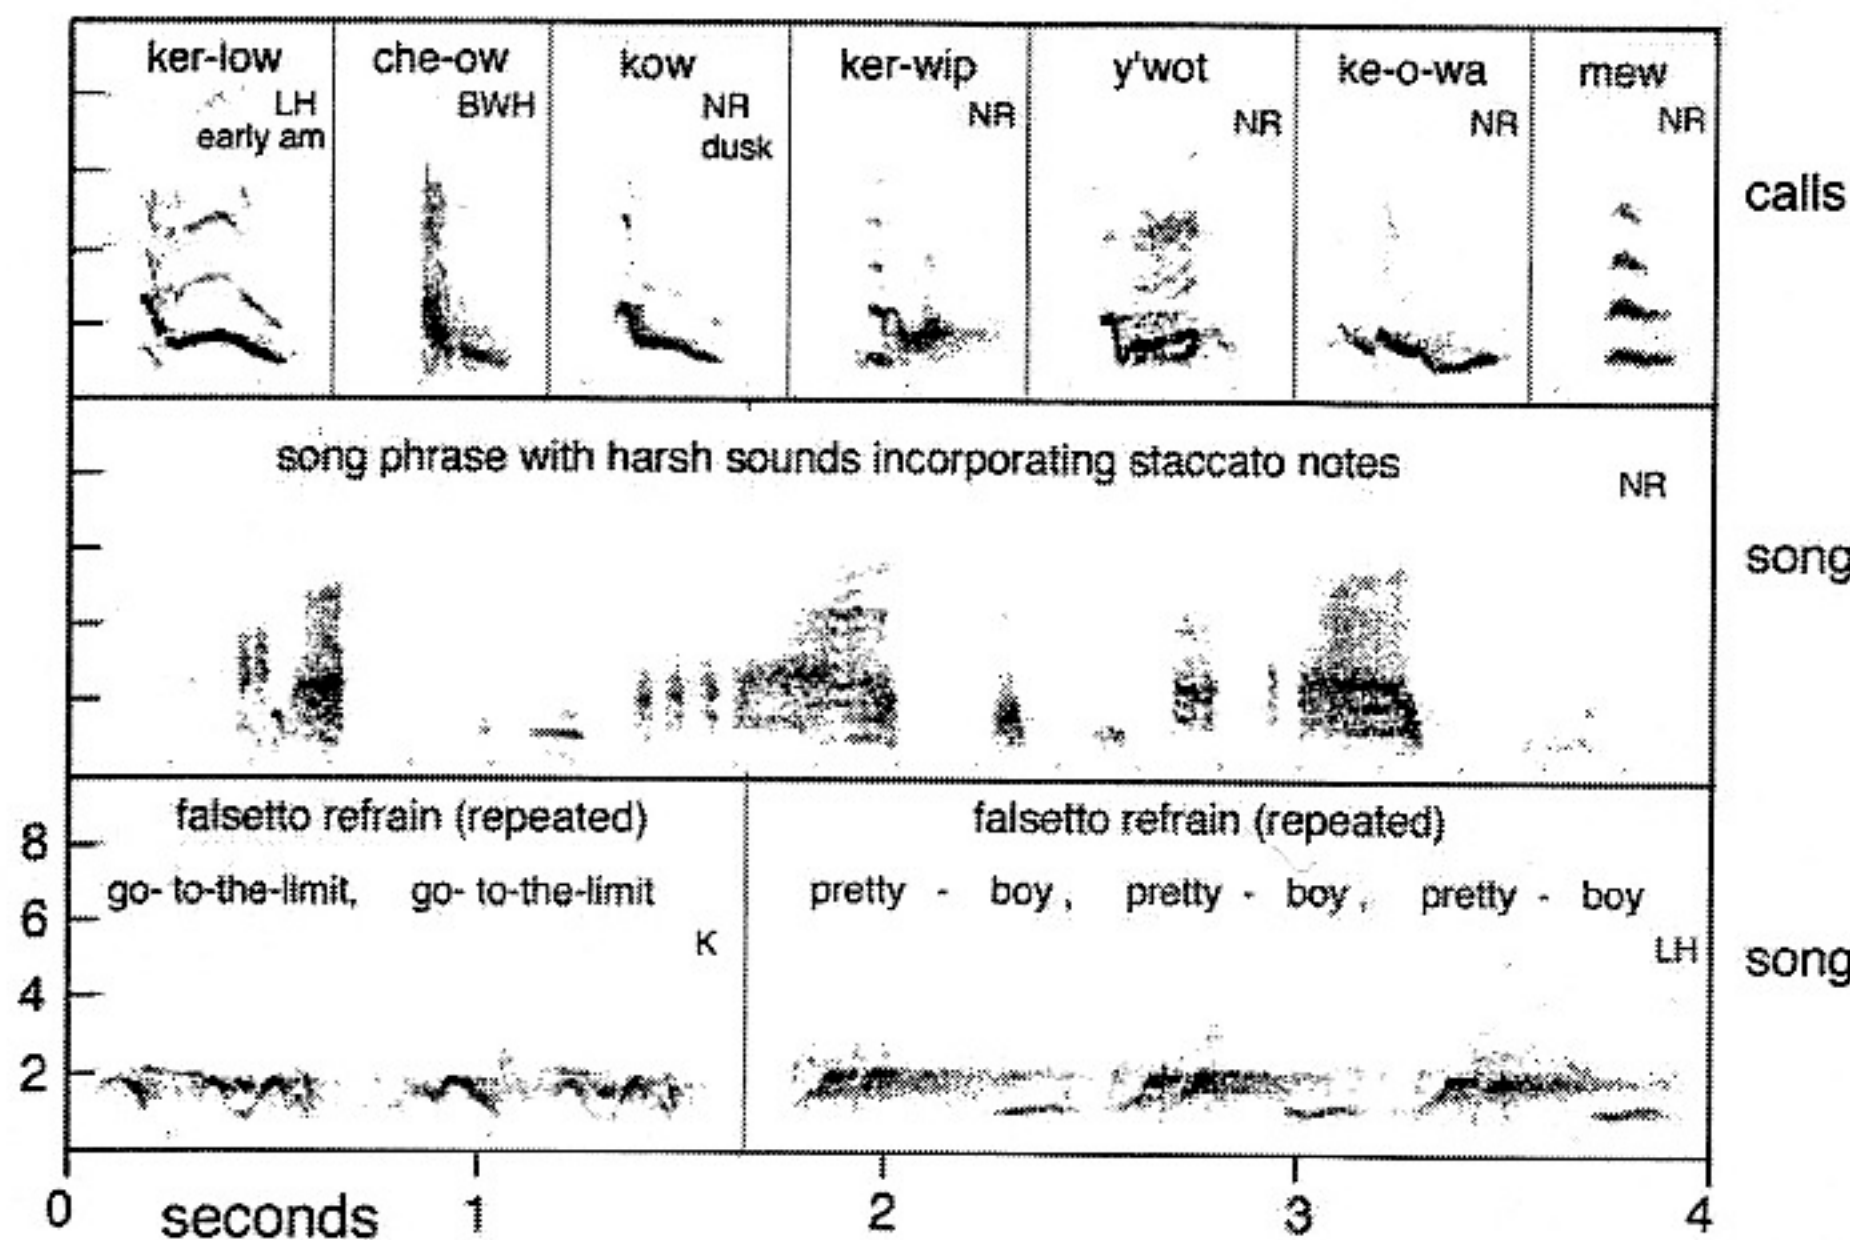 ker-low
LH
early am
che-ow
BWH
kow
NR
dusk
ker-wip
NR
y'wot
NR
ke-o-wa
NR
mew
NR
calls
song phrase with harsh sounds incorporating staccato notes
NR
song
falsetto refrain (repeated)
go- to-the-limit, go- to-the-limit
K
falsetto refrain (repeated)
pretty - boy, pretty - boy, pretty - boy
LH
song
8
6
4
2
0 seconds 1 2 3 4